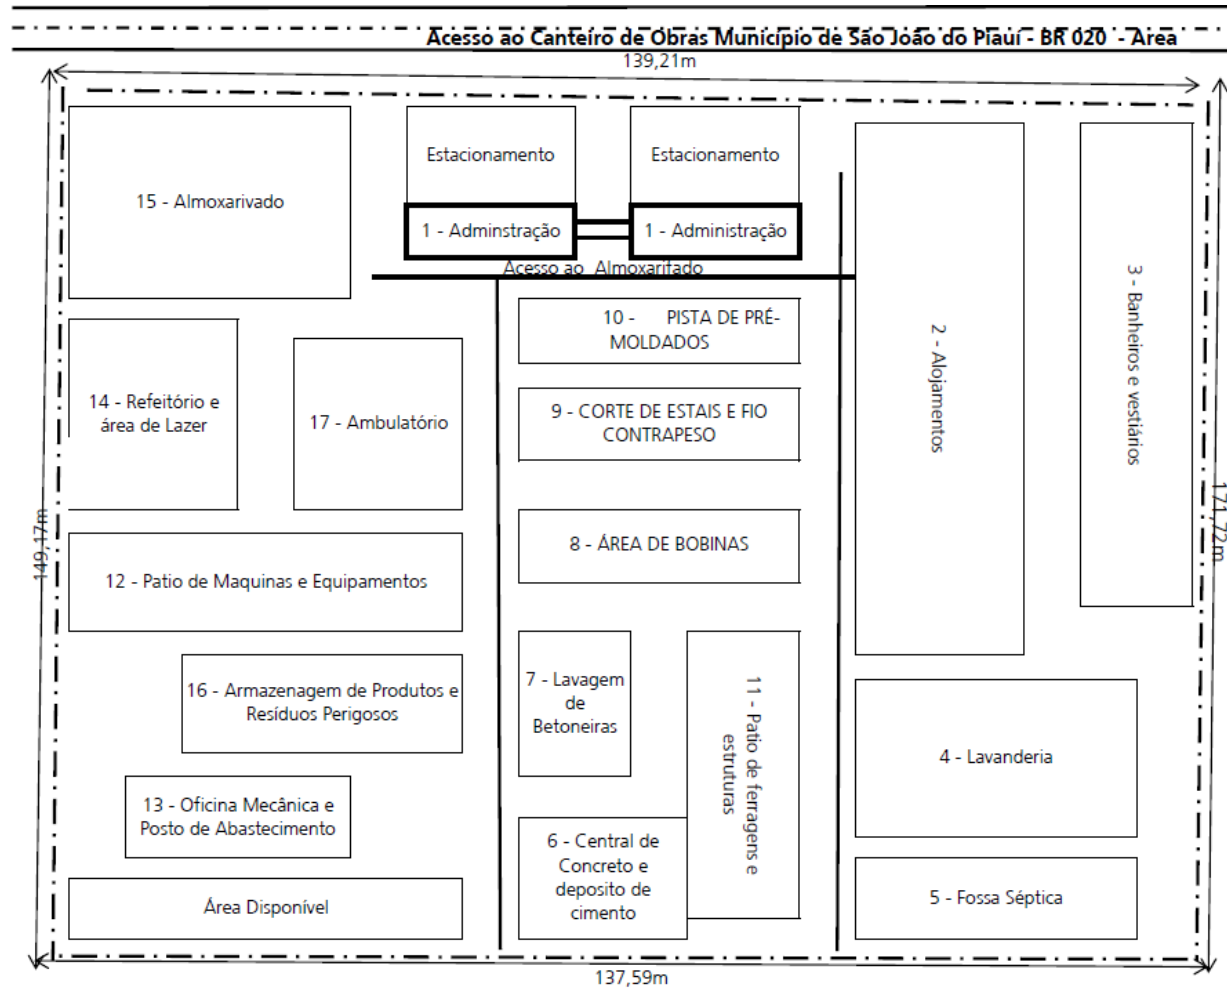 Acesso ao Canteiro de Obras Município de São João do Piauí - BR 020 - Área
139,21m
Estacionamento
Estacionamento
15 - Almoxarivado
1 - Adminstração
1 - Administração
Acesso ao Almoxarifado
10 - PISTA DE PRÉ-
MOLDADOS
2 - Alojamentos
3 - Banheiros e vestiários
14 - Refeitório e
área de Lazer
17 - Ambulatório
9 - CORTE DE ESTAIS E FIO
CONTRAPESO
149,17m
171,72m
8 - ÁREA DE BOBINAS
12 - Patio de Maquinas e Equipamentos
16 - Armazenagem de Produtos e
Resíduos Perigosos
7 - Lavagem
de
Betoneiras
11 - Patio de ferragens e
estruturas
4 - Lavanderia
13 - Oficina Mecânica e
Posto de Abastecimento
6 - Central de
Concreto e
deposito de
cimento
Área Disponível
5 - Fossa Séptica
137,59m